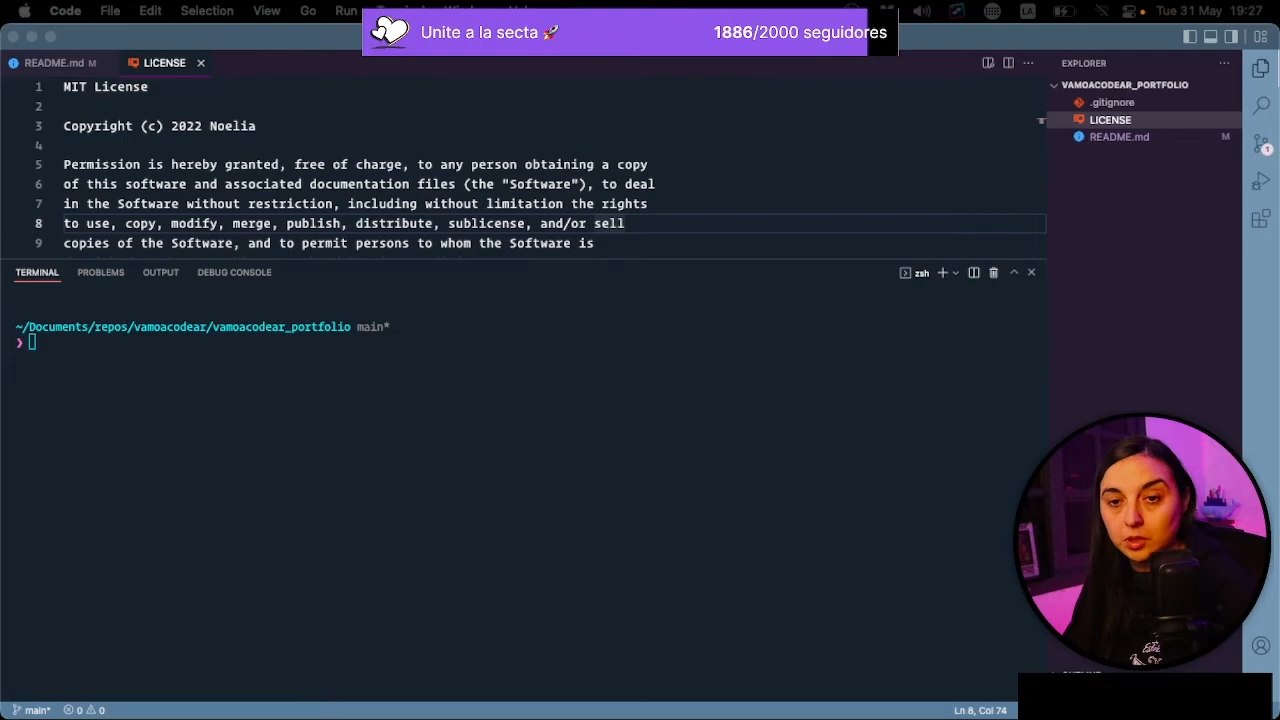 Code File Edit Selection View Go Run
Tue 31 May 19:27
LA
Unite a la secta 🚀
1886/2000 seguidores
README.md M
LICENSE
1 MIT License
2
3 Copyright (c) 2022 Noelia
4
5 Permission is hereby granted, free of charge, to any person obtaining a copy
6 of this software and associated documentation files (the "Software"), to deal
7 in the Software without restriction, including without limitation the rights
8 to use, copy, modify, merge, publish, distribute, sublicense, and/or sell
9 copies of the Software, and to permit persons to whom the Software is
EXPLORER
VAMOACODEAR_PORTFOLIO
.gitignore
LICENSE
README.md M
1
TERMINAL PROBLEMS OUTPUT DEBUG CONSOLE
zsh
~/Documents/repos/vamoacodear/vamoacodear_portfolio main*
❯
main* 0 0
Ln 8, Col 74